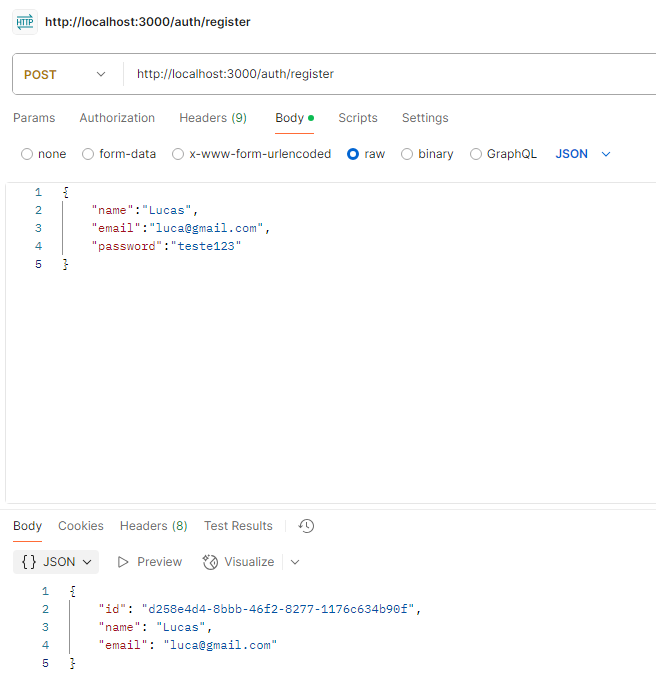 HTTP http://localhost:3000/auth/register
POST http://localhost:3000/auth/register
Params Authorization Headers (9) Body Scripts Settings
none form-data x-www-form-urlencoded raw binary GraphQL JSON
1 {
2 "name":"Lucas",
3 "email":"luca@gmail.com",
4 "password":"teste123"
5 }
Body Cookies Headers (8) Test Results
{} JSON Preview Visualize
1 {
2 "id": "d258e4d4-8bbb-46f2-8277-1176c634b90f",
3 "name": "Lucas",
4 "email": "luca@gmail.com"
5 }